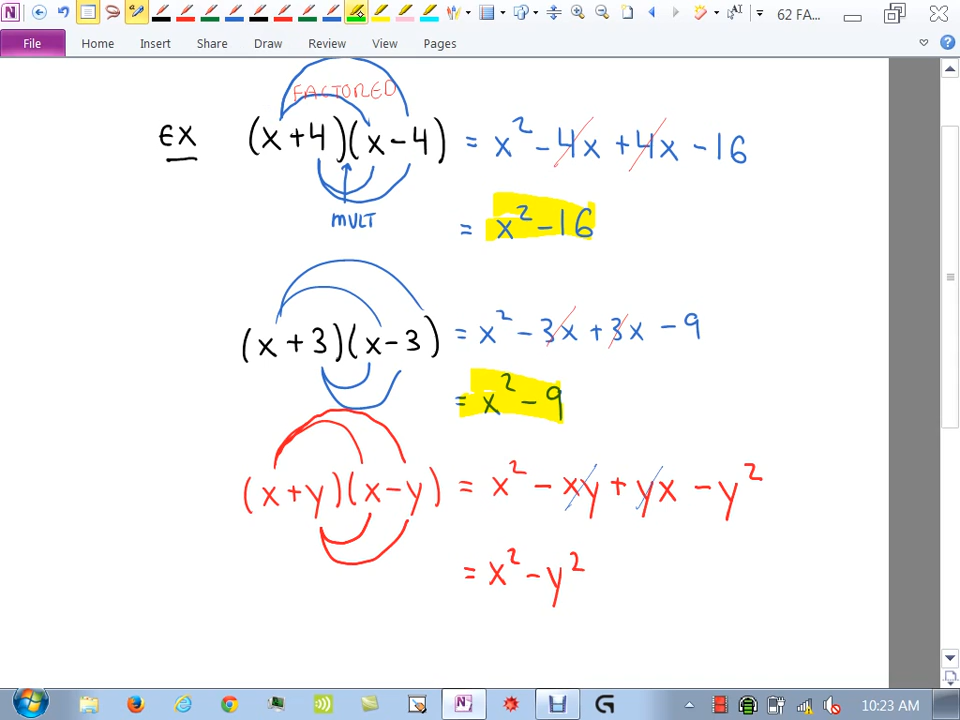 62 FA...
File Home Insert Share Draw Review View Pages
FACTORED
EX (x+4)(x-4) = x² - 4x + 4x - 16
MULT
= x² - 16
(x+3)(x-3) = x² - 3x + 3x - 9
= x² - 9
(x+y)(x-y) = x² - xy + yx - y²
= x² - y²
10:23 AM